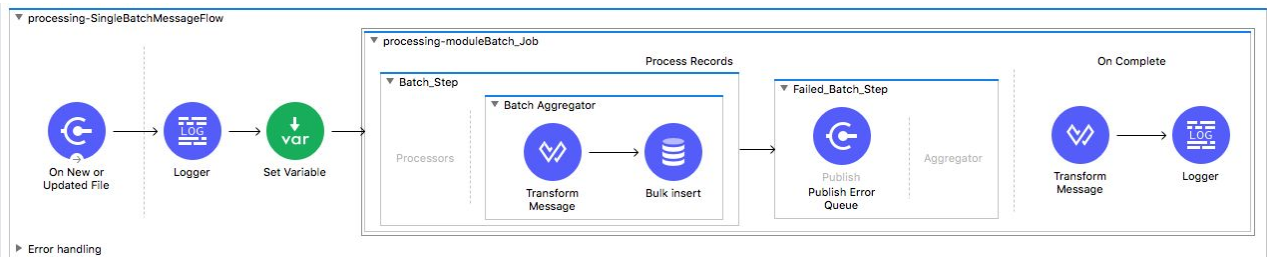 processing-SingleBatchMessageFlow
processing-moduleBatch_Job
Process Records
On Complete
Batch_Step
Failed_Batch_Step
Batch Aggregator
LOG
var
LOG
Processors
Aggregator
On New or
Updated File
Logger
Set Variable
Transform
Message
Bulk insert
Publish
Publish Error
Queue
Transform
Message
Logger
Error handling